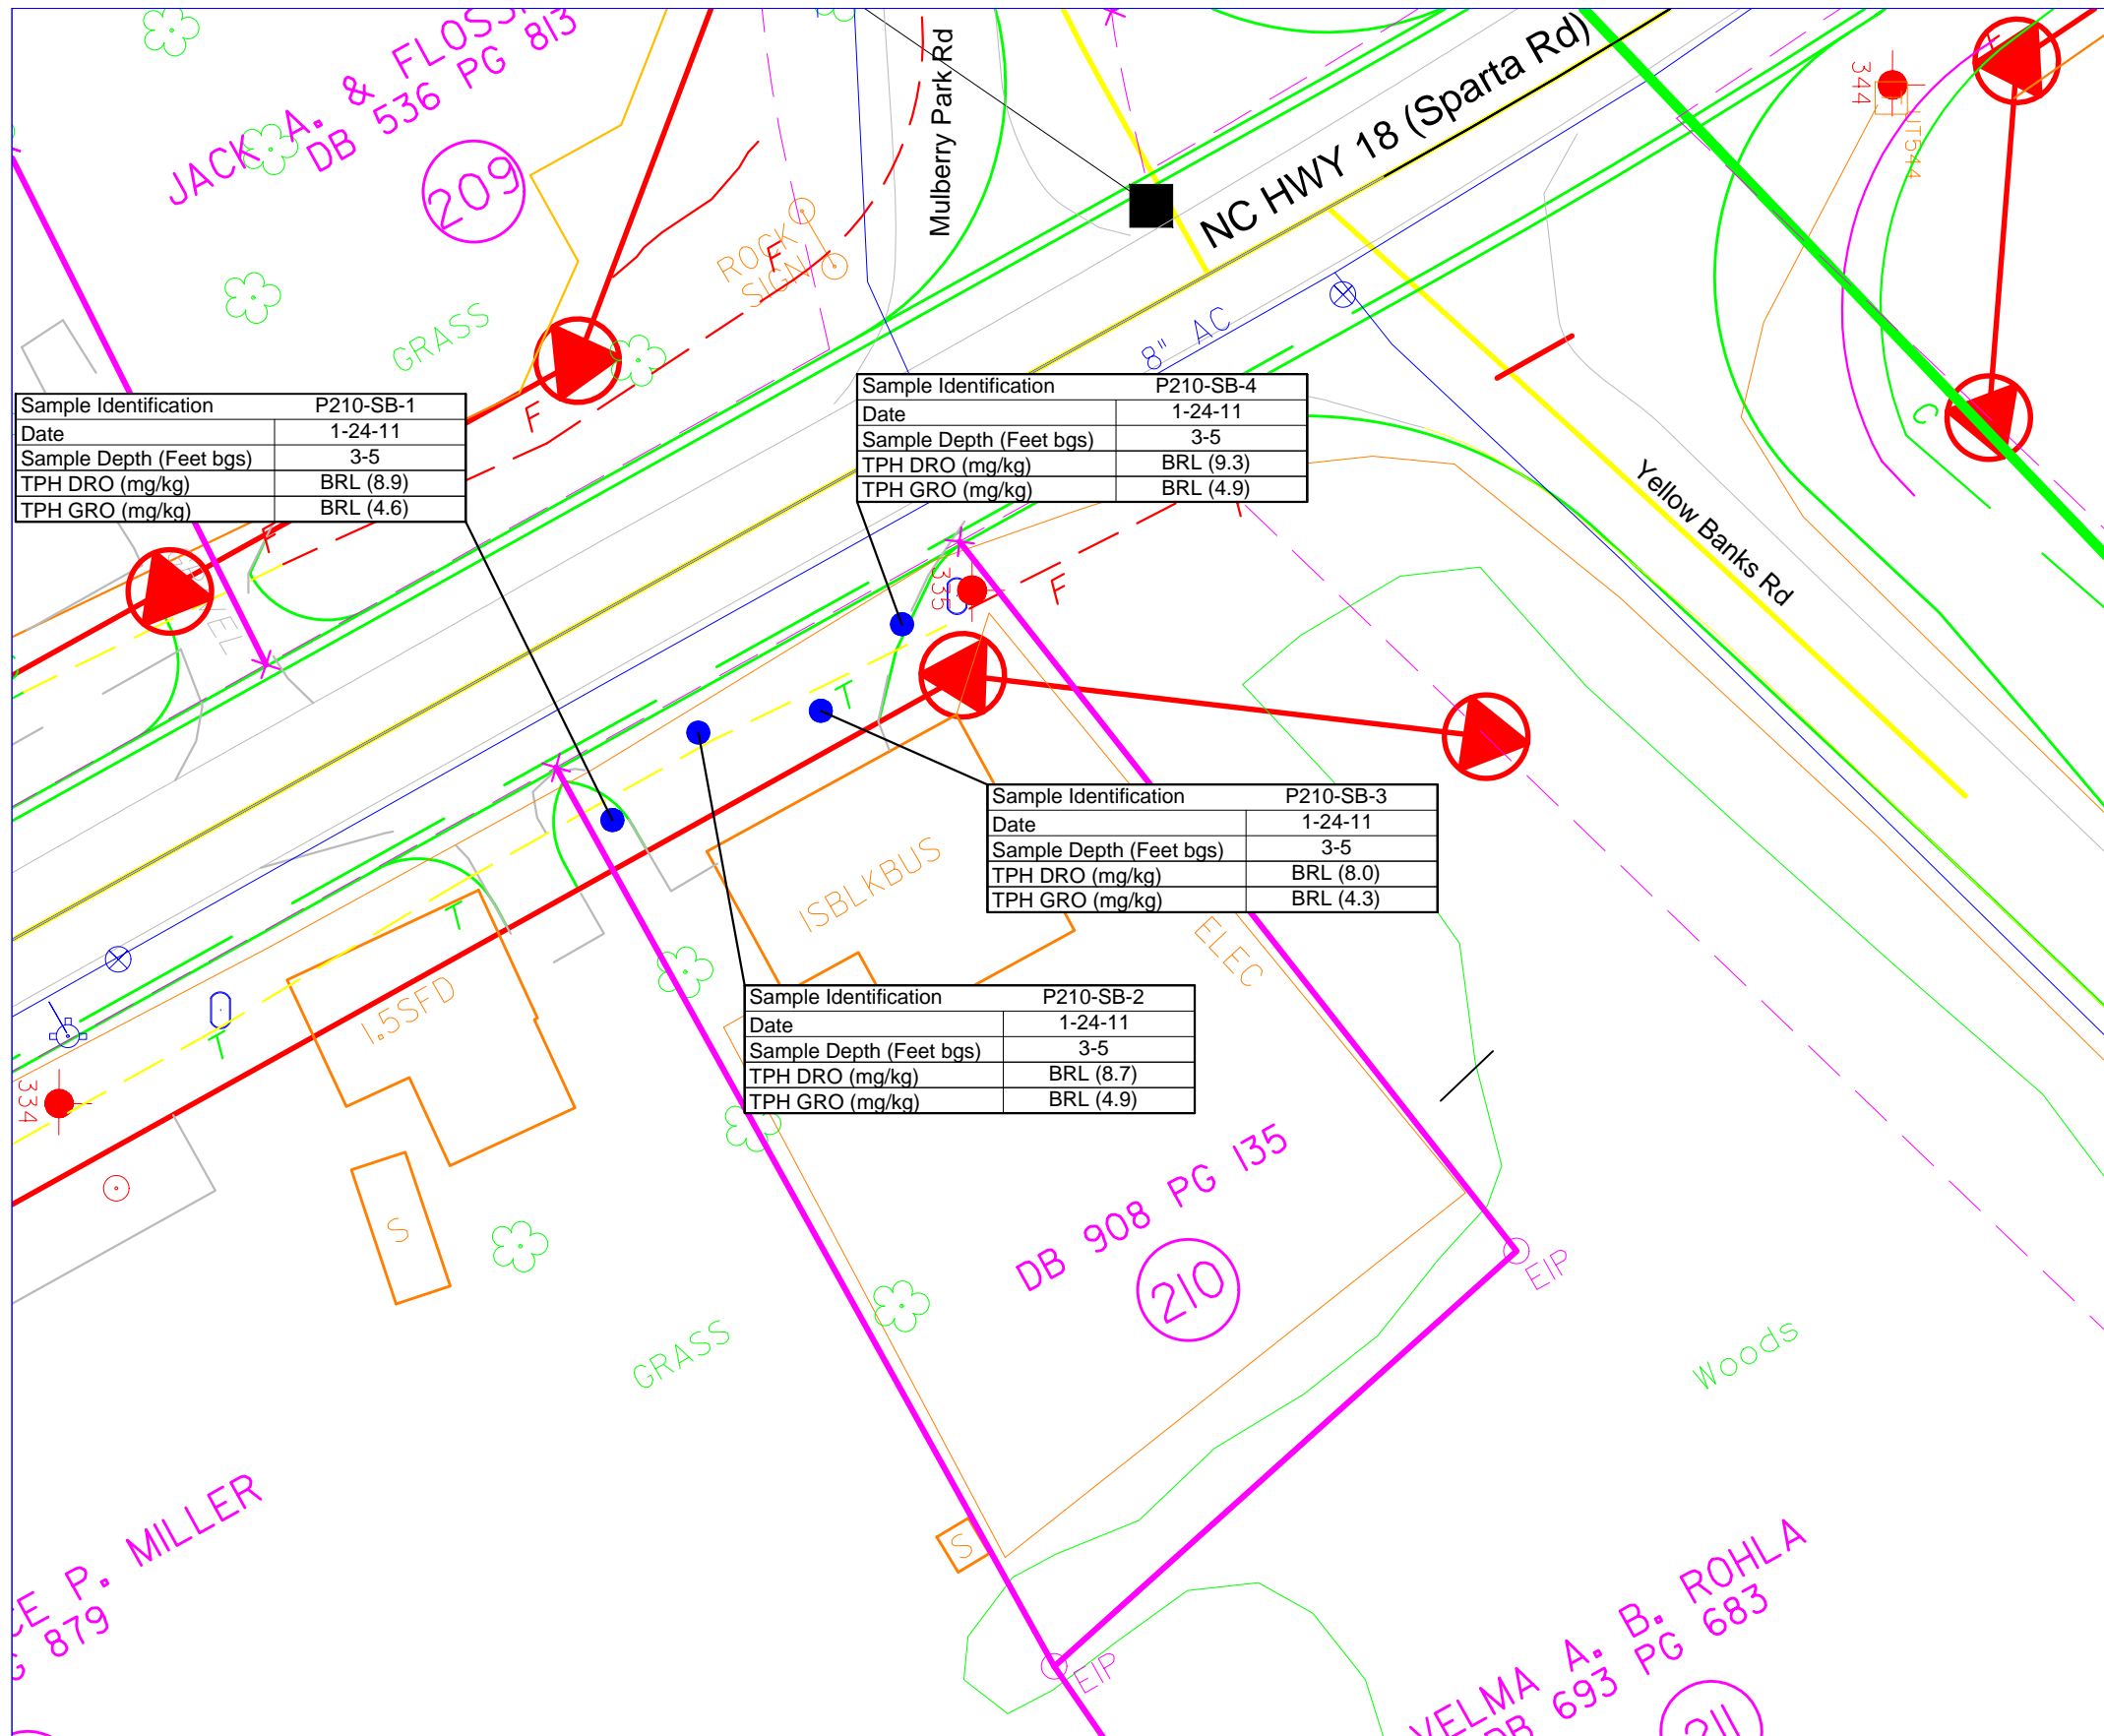 JACK A. & FLOSS
DB 536 PG 813
209
Mulberry Park Rd
NC HWY 18 (Sparta Rd)
344
UT544
ROCK
SIGN
F
GRASS
8" AC
F
C
Sample Identification P210-SB-1
Date 1-24-11
Sample Depth (Feet bgs) 3-5
TPH DRO (mg/kg) BRL (8.9)
TPH GRO (mg/kg) BRL (4.6)
Sample Identification P210-SB-4
Date 1-24-11
Sample Depth (Feet bgs) 3-5
TPH DRO (mg/kg) BRL (9.3)
TPH GRO (mg/kg) BRL (4.9)
Yellow Banks Rd
F
335
F
T
Sample Identification P210-SB-3
Date 1-24-11
Sample Depth (Feet bgs) 3-5
TPH DRO (mg/kg) BRL (8.0)
TPH GRO (mg/kg) BRL (4.3)
ISBLKBUS
ELEC
T
1.5SFD
T
334
Sample Identification P210-SB-2
Date 1-24-11
Sample Depth (Feet bgs) 3-5
TPH DRO (mg/kg) BRL (8.7)
TPH GRO (mg/kg) BRL (4.9)
S
DB 908 PG 135
210
EIP
GRASS
Woods
S
CE P. MILLER
G 879
EIP
VELMA A. B. ROHLA
DB 693 PG 683
211